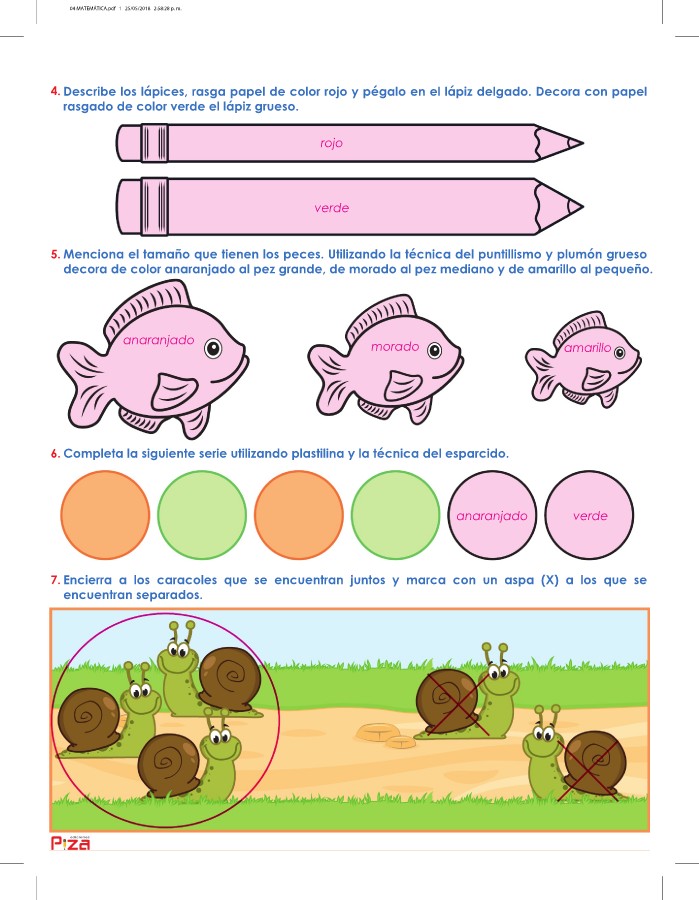 04-MATEMÁTICA.pdf 1 25/05/2018 2:58:28 p. m.
4. Describe los lápices, rasga papel de color rojo y pégalo en el lápiz delgado. Decora con papel
rasgado de color verde el lápiz grueso.
rojo
verde
5. Menciona el tamaño que tienen los peces. Utilizando la técnica del puntillismo y plumón grueso
decora de color anaranjado al pez grande, de morado al pez mediano y de amarillo al pequeño.
anaranjado
morado
amarillo
6. Completa la siguiente serie utilizando plastilina y la técnica del esparcido.
anaranjado
verde
7. Encierra a los caracoles que se encuentran juntos y marca con un aspa (X) a los que se
encuentran separados.
Piza